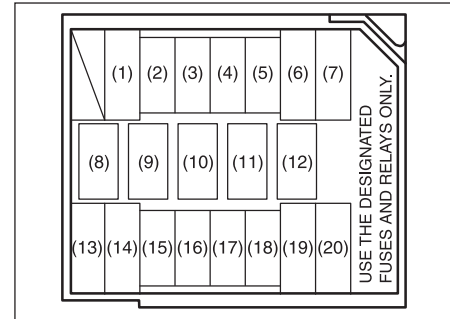 (1) (2) (3) (4) (5) (6) (7)
(8) (9) (10) (11) (12)
(13) (14) (15) (16) (17) (18) (19) (20)
USE THE DESIGNATED
FUSES AND RELAYS ONLY.